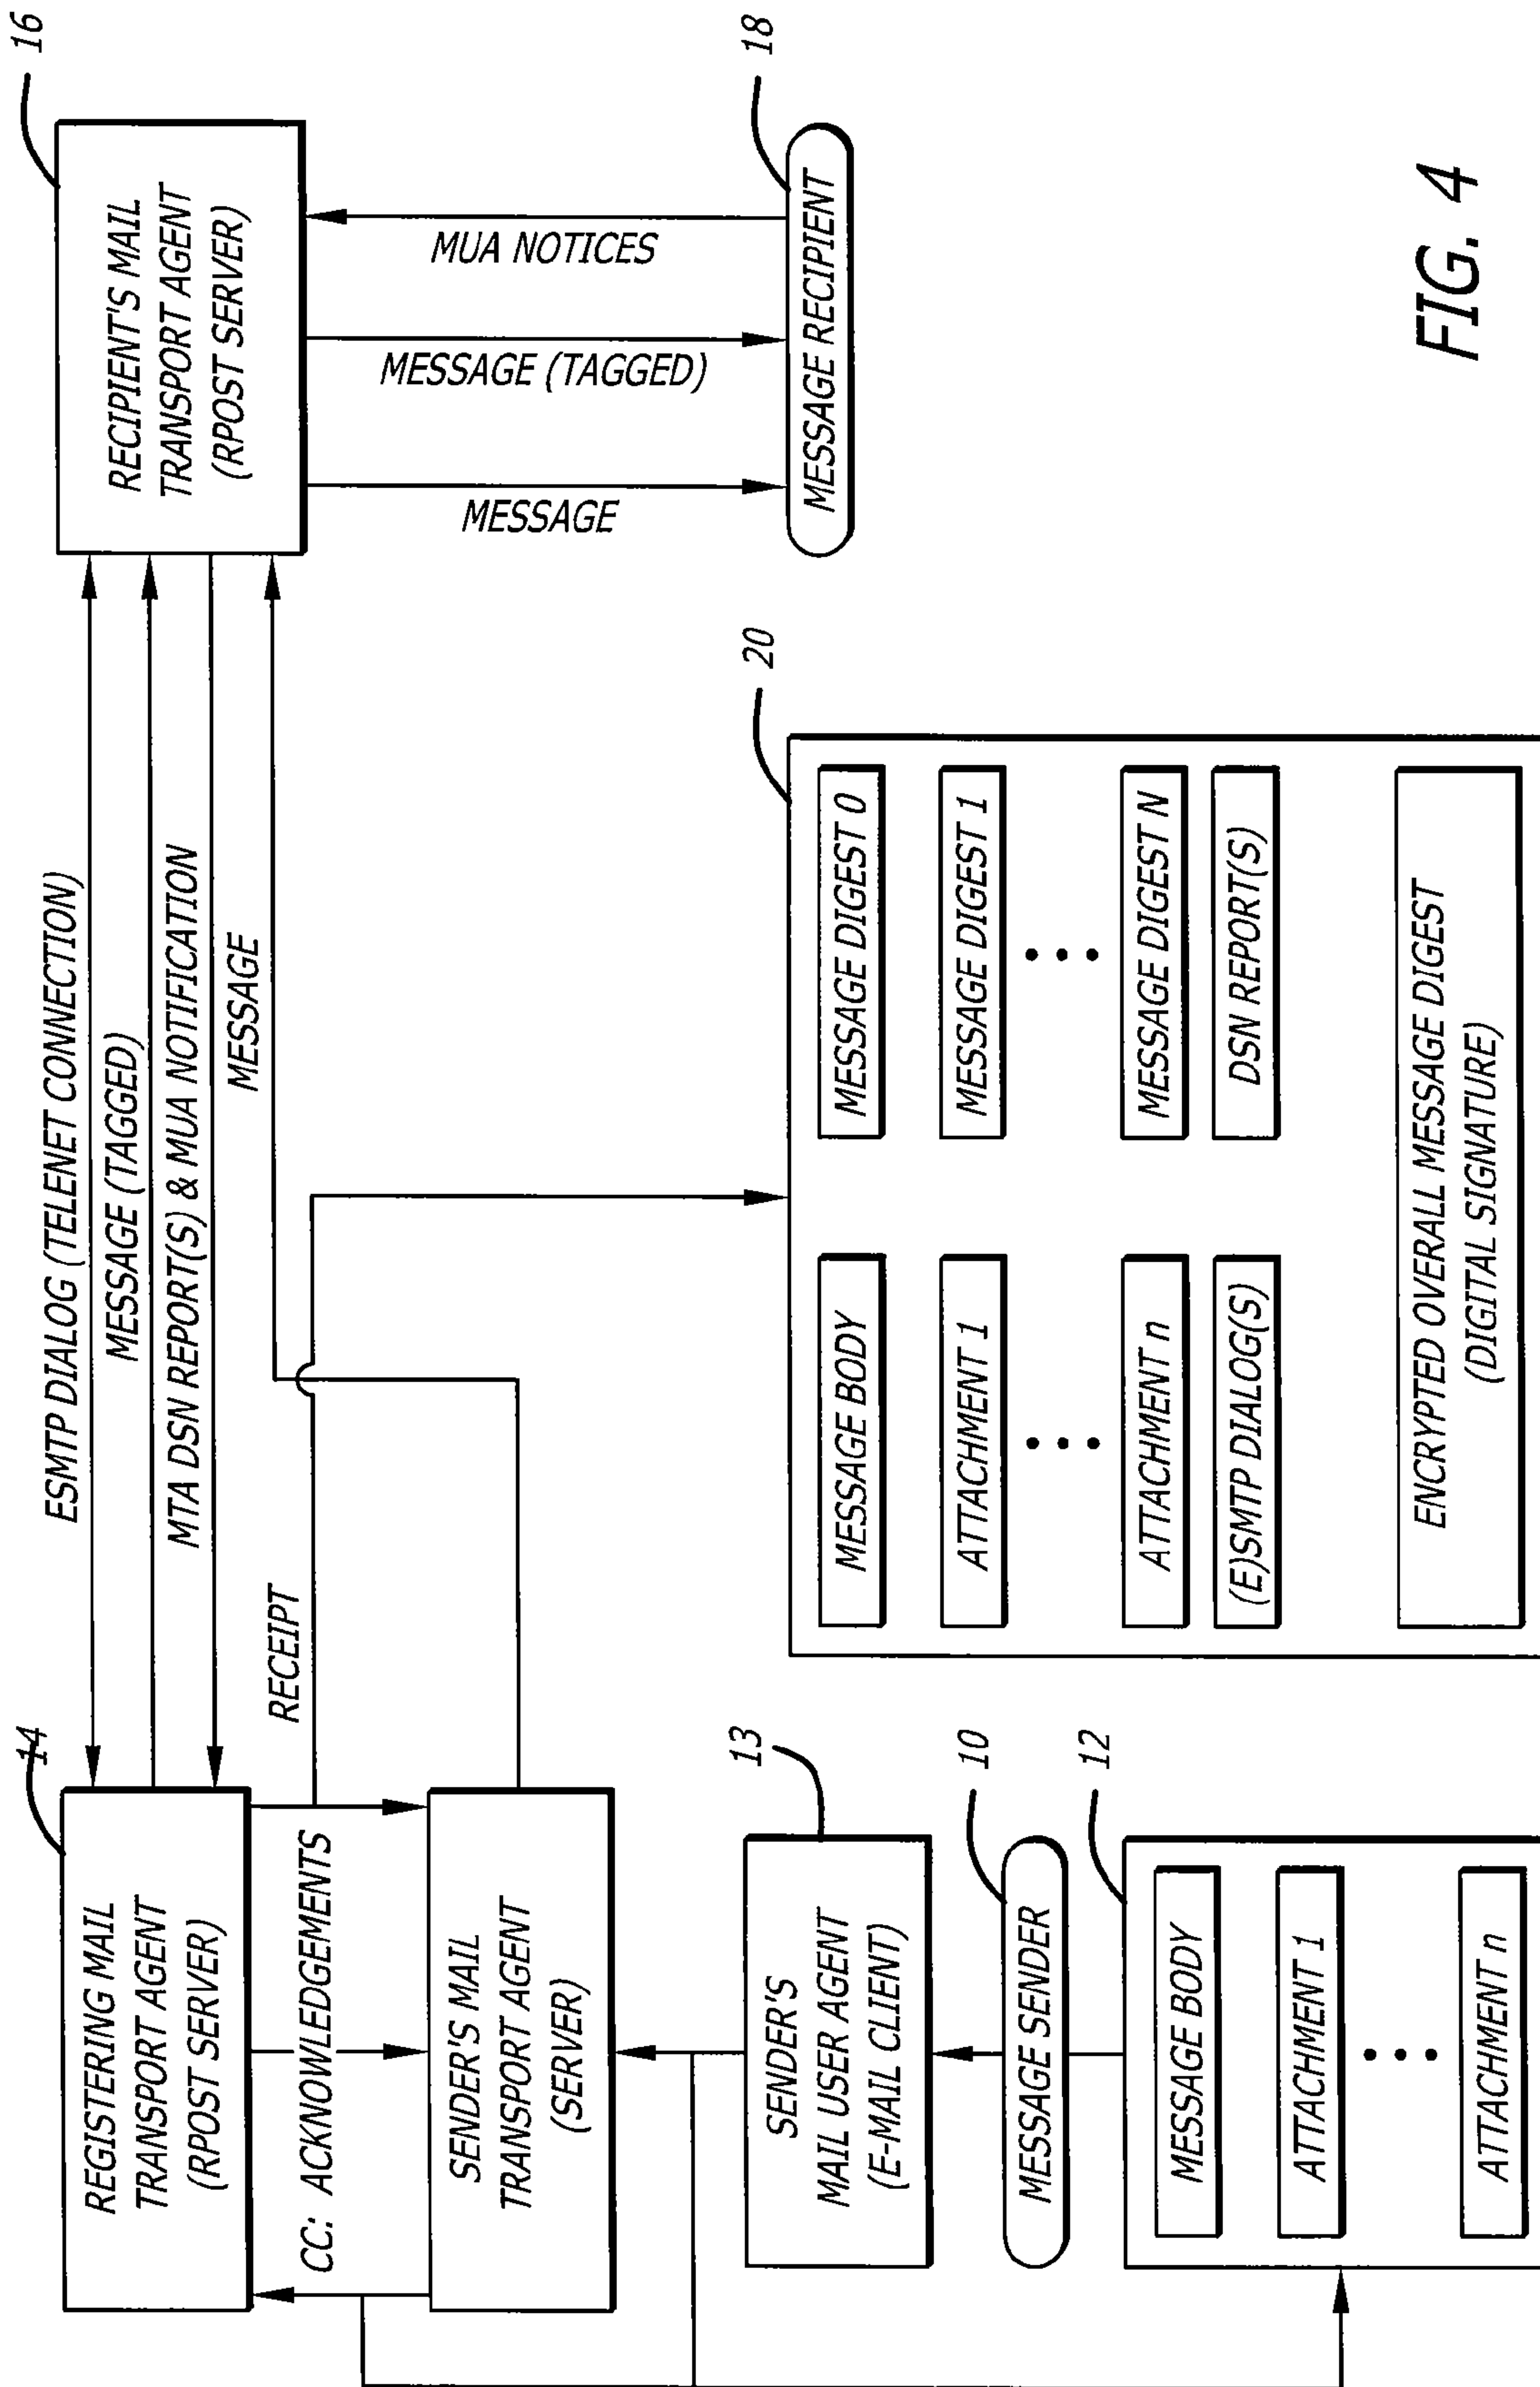 14
REGISTERING MAIL
TRANSPORT AGENT
(RPOST SERVER)
ESMTP DIALOG (TELENET CONNECTION)
MESSAGE (TAGGED)
MTA DSN REPORT(S) & MUA NOTIFICATION
MESSAGE
16
RECIPIENT'S MAIL
TRANSPORT AGENT
(RPOST SERVER)
CC: ACKNOWLEDGEMENTS
RECEIPT
SENDER'S MAIL
TRANSPORT AGENT
(SERVER)
MESSAGE
MESSAGE (TAGGED)
MUA NOTICES
13
SENDER'S
MAIL USER AGENT
(E-MAIL CLIENT)
18
MESSAGE RECIPIENT
10
MESSAGE SENDER
12
MESSAGE BODY
ATTACHMENT 1
ATTACHMENT n
20
MESSAGE BODY
MESSAGE DIGEST 0
ATTACHMENT 1
MESSAGE DIGEST 1
ATTACHMENT n
MESSAGE DIGEST N
(E)SMTP DIALOG(S)
DSN REPORT(S)
ENCRYPTED OVERALL MESSAGE DIGEST
(DIGITAL SIGNATURE)
FIG. 4